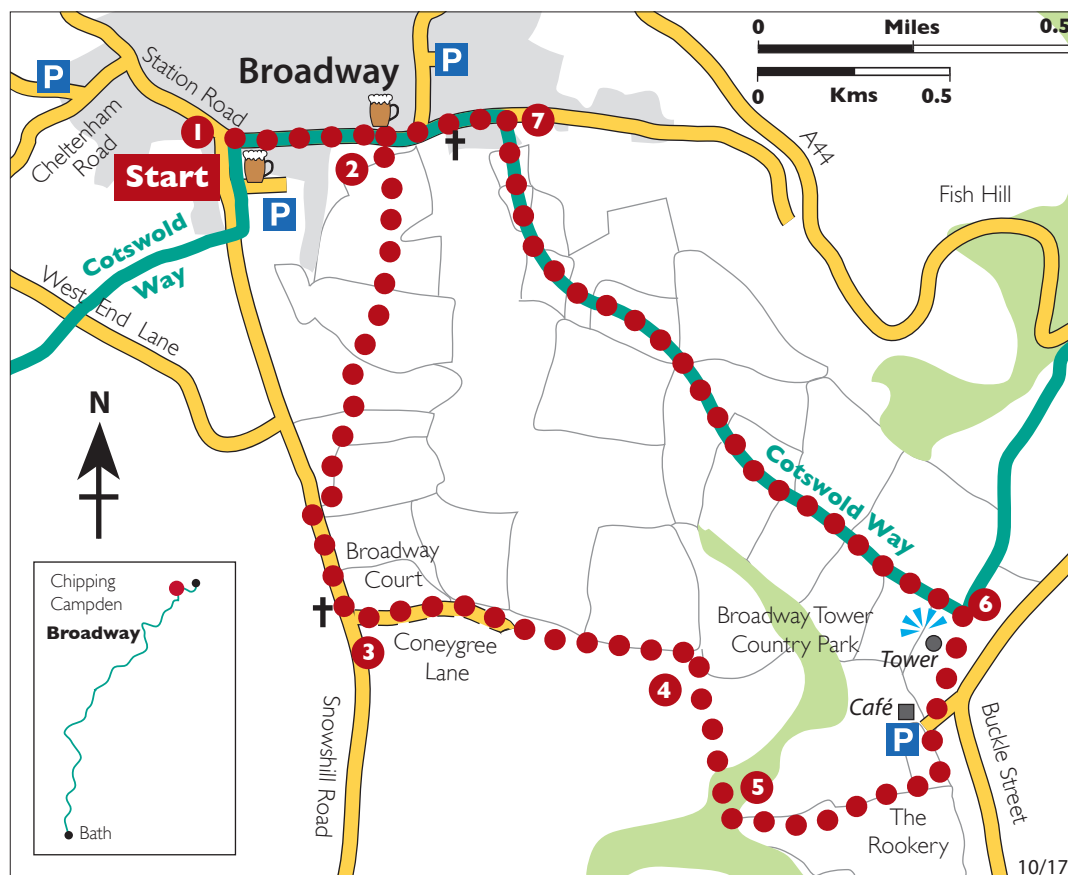 0 Miles 0.5
0 Kms 0.5
P
P
Station Road
Broadway
Cheltenham
Road
1
Start
2
7
A44
Fish Hill
P
Cotswold
Way
West End Lane
N
Cotswold Way
Broadway
Court
Coneygree
Lane
3
Snowshill Road
4
5
Broadway Tower
Country Park
6
Tower
Café
P
Buckle Street
The
Rookery
Chipping
Campden
Broadway
Bath
10/17